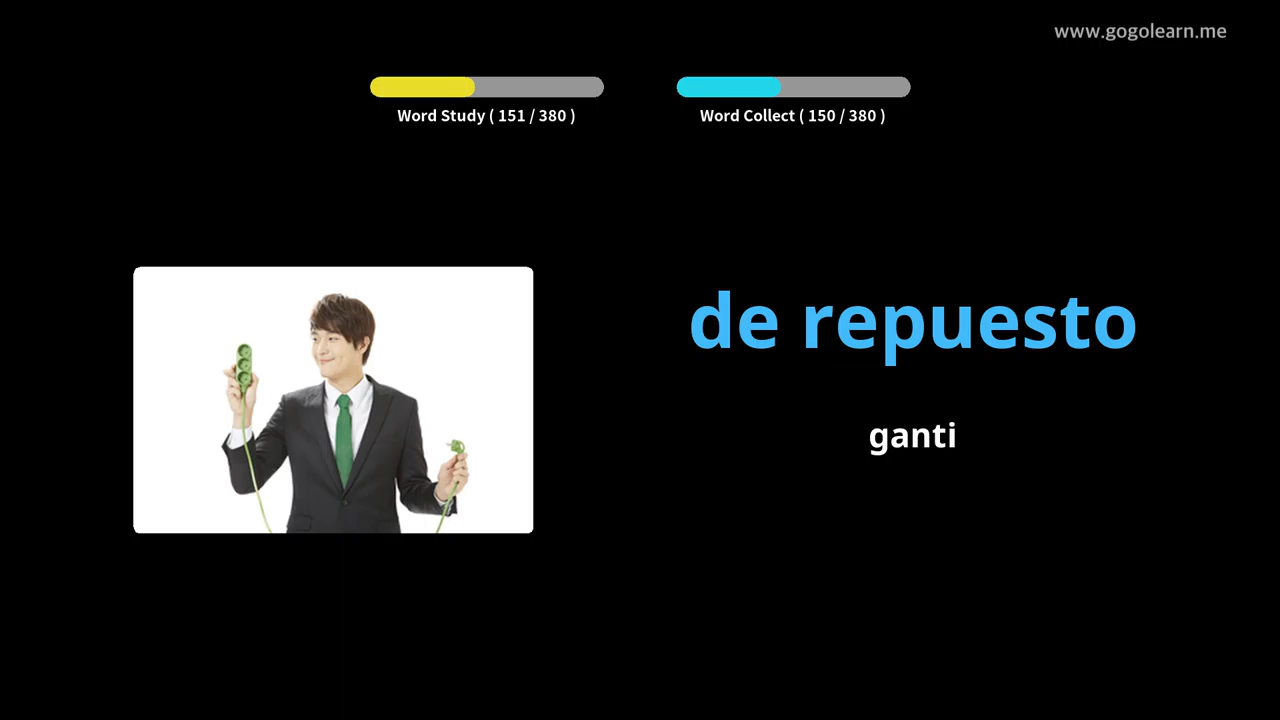 www.gogolearn.me
Word Study ( 151 / 380 )
Word Collect ( 150 / 380 )
de repuesto
ganti